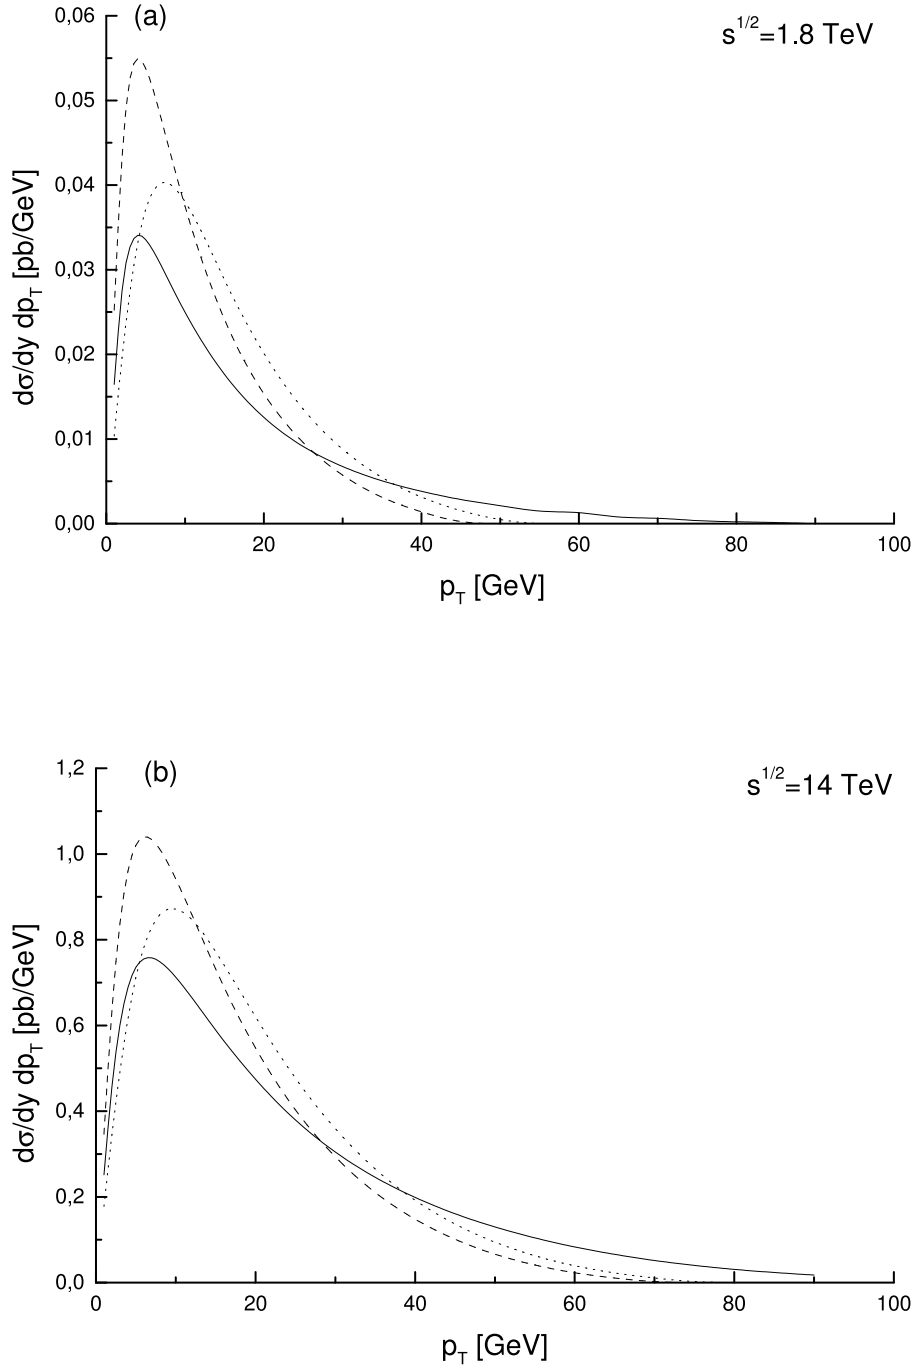 (a)
s^{1/2}=1.8 TeV
0,06
0,05
0,04
0,03
0,02
0,01
0,00
dσ/dy dp_T [pb/GeV]
0 20 40 60 80 100
p_T [GeV]
(b)
s^{1/2}=14 TeV
1,2
1,0
0,8
0,6
0,4
0,2
0,0
dσ/dy dp_T [pb/GeV]
0 20 40 60 80 100
p_T [GeV]